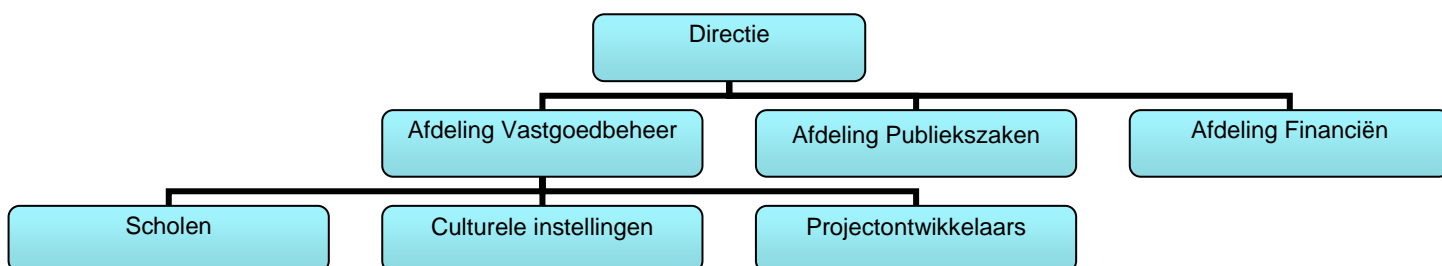 Directie
Afdeling Vastgoedbeheer
Afdeling Publiekszaken
Afdeling Financiën
Scholen
Culturele instellingen
Projectontwikkelaars